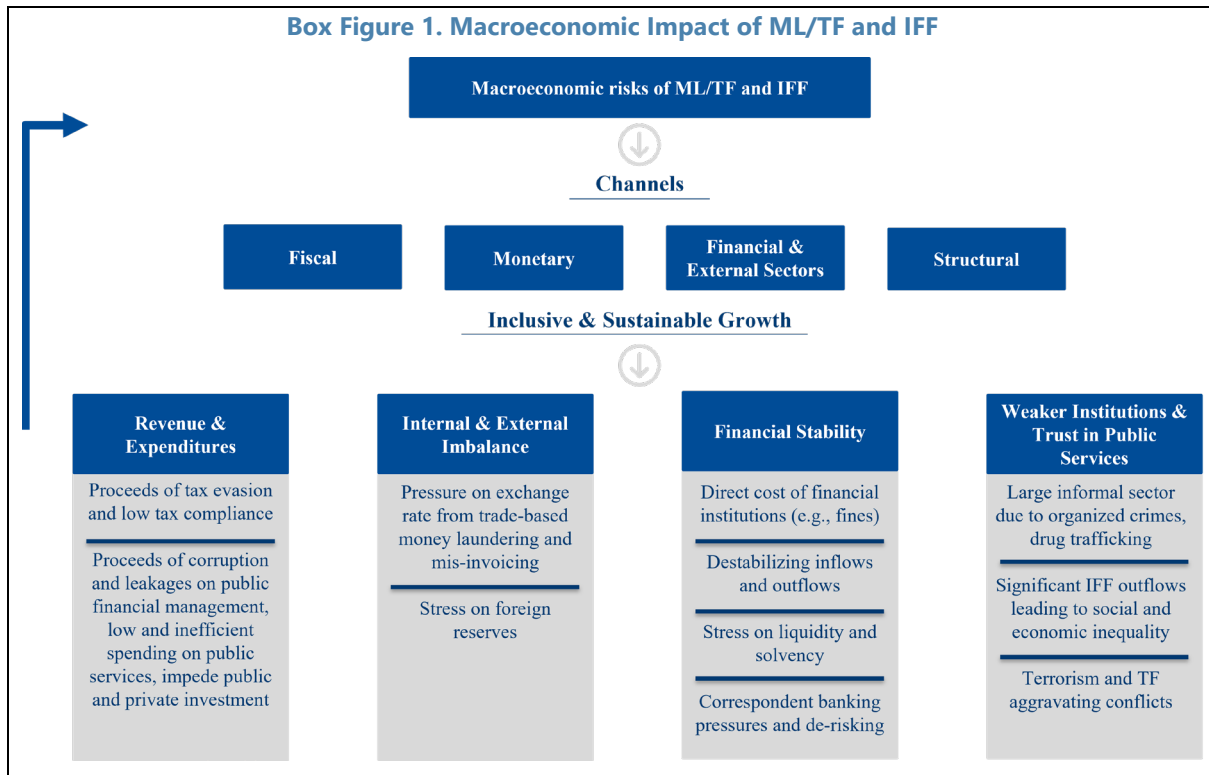 Box Figure 1. Macroeconomic Impact of ML/TF and IFF
Macroeconomic risks of ML/TF and IFF
Channels
Fiscal
Monetary
Financial &
External Sectors
Structural
Inclusive & Sustainable Growth
Revenue &
Expenditures
Proceeds of tax evasion
and low tax compliance
Proceeds of corruption
and leakages on public
financial management,
low and inefficient
spending on public
services, impede public
and private investment
Internal & External
Imbalance
Pressure on exchange
rate from trade-based
money laundering and
mis-invoicing
Stress on foreign
reserves
Financial Stability
Direct cost of financial
institutions (e.g., fines)
Destabilizing inflows
and outflows
Stress on liquidity and
solvency
Correspondent banking
pressures and de-risking
Weaker Institutions &
Trust in Public
Services
Large informal sector
due to organized crimes,
drug trafficking
Significant IFF outflows
leading to social and
economic inequality
Terrorism and TF
aggravating conflicts